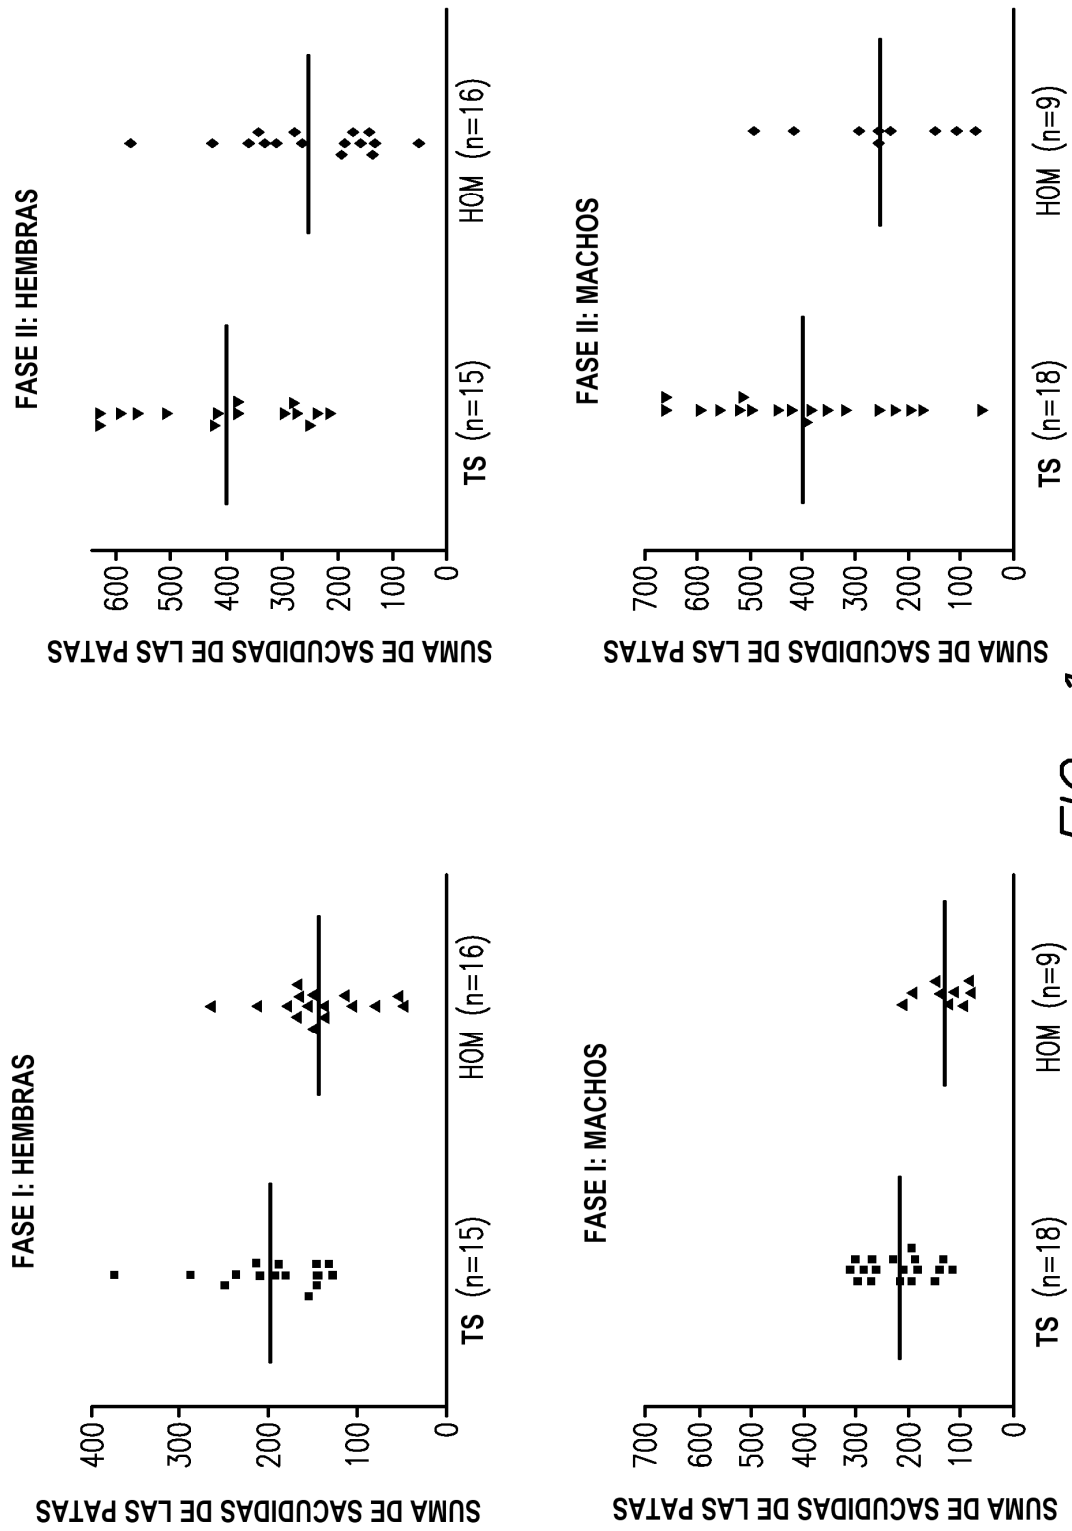 FASE I: HEMBRAS
SUMA DE SACUDIDAS DE LAS PATAS
400
300
200
100
0
TS (n=15)
HOM (n=16)
FASE II: HEMBRAS
SUMA DE SACUDIDAS DE LAS PATAS
600
500
400
300
200
100
0
TS (n=15)
HOM (n=16)
FASE I: MACHOS
SUMA DE SACUDIDAS DE LAS PATAS
700
600
500
400
300
200
100
0
TS (n=18)
HOM (n=9)
FASE II: MACHOS
SUMA DE SACUDIDAS DE LAS PATAS
700
600
500
400
300
200
100
0
TS (n=18)
HOM (n=9)